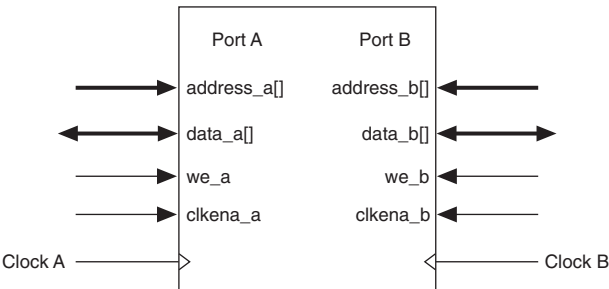 Port A Port B
address_a[] address_b[]
data_a[] data_b[]
we_a we_b
clkena_a clkena_b
Clock A Clock B